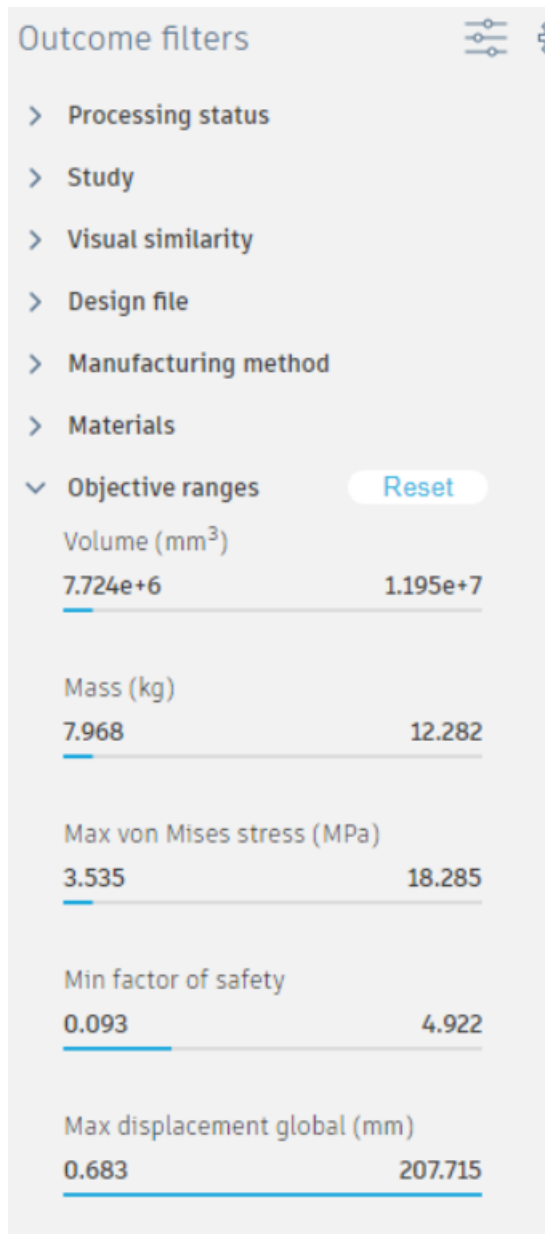 Outcome filters
Processing status
Study
Visual similarity
Design file
Manufacturing method
Materials
Objective ranges Reset
Volume (mm³)
7.724e+6 1.195e+7
Mass (kg)
7.968 12.282
Max von Mises stress (MPa)
3.535 18.285
Min factor of safety
0.093 4.922
Max displacement global (mm)
0.683 207.715